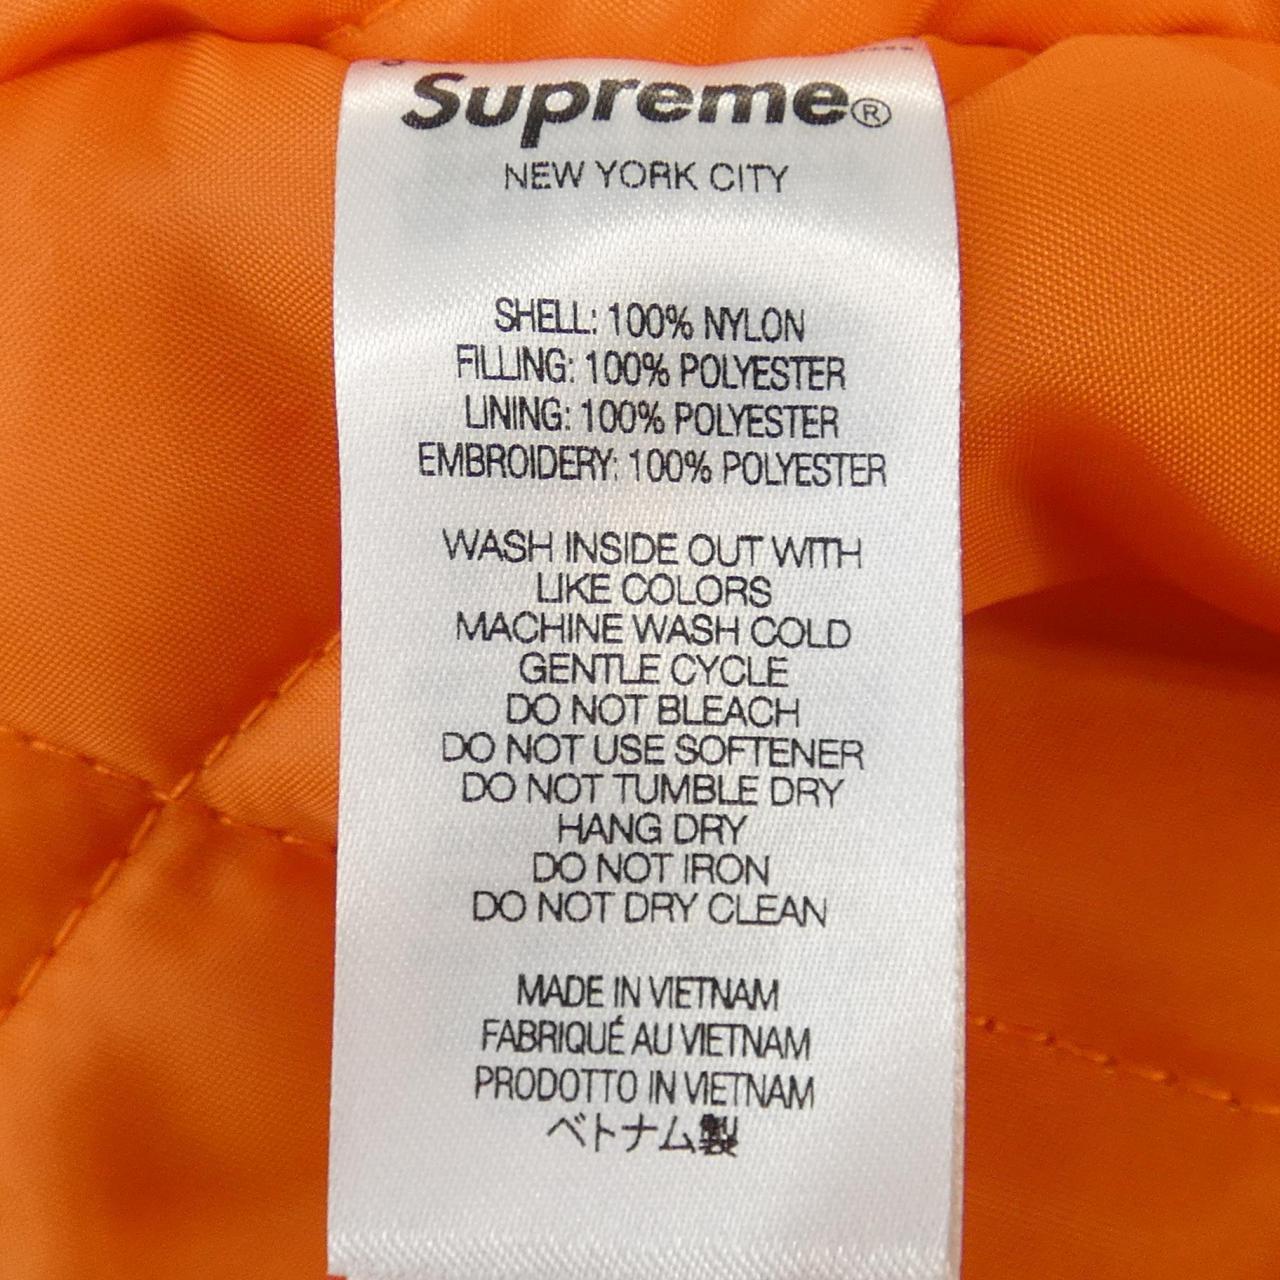 Supreme®
NEW YORK CITY
SHELL: 100% NYLON
FILLING: 100% POLYESTER
LINING: 100% POLYESTER
EMBROIDERY: 100% POLYESTER
WASH INSIDE OUT WITH
LIKE COLORS
MACHINE WASH COLD
GENTLE CYCLE
DO NOT BLEACH
DO NOT USE SOFTENER
DO NOT TUMBLE DRY
HANG DRY
DO NOT IRON
DO NOT DRY CLEAN
MADE IN VIETNAM
FABRIQUÉ AU VIETNAM
PRODOTTO IN VIETNAM
ベトナム製